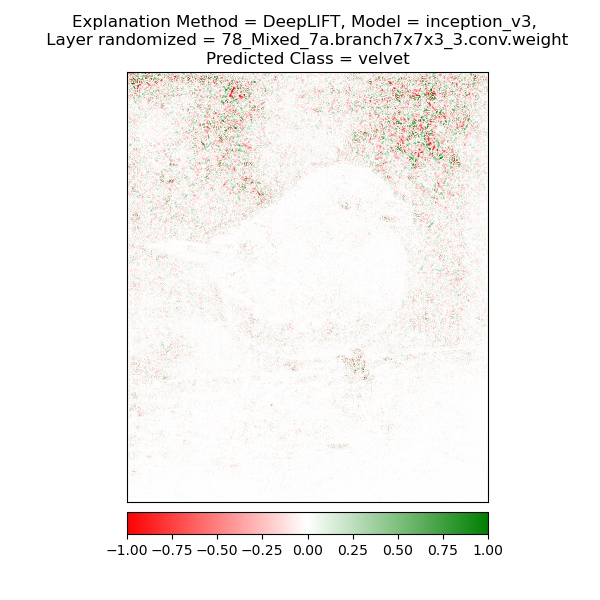 Explanation Method = DeepLIFT, Model = inception_v3,
Layer randomized = 78_Mixed_7a.branch7x7x3_3.conv.weight
Predicted Class = velvet
−1.00 −0.75 −0.50 −0.25 0.00 0.25 0.50 0.75 1.00